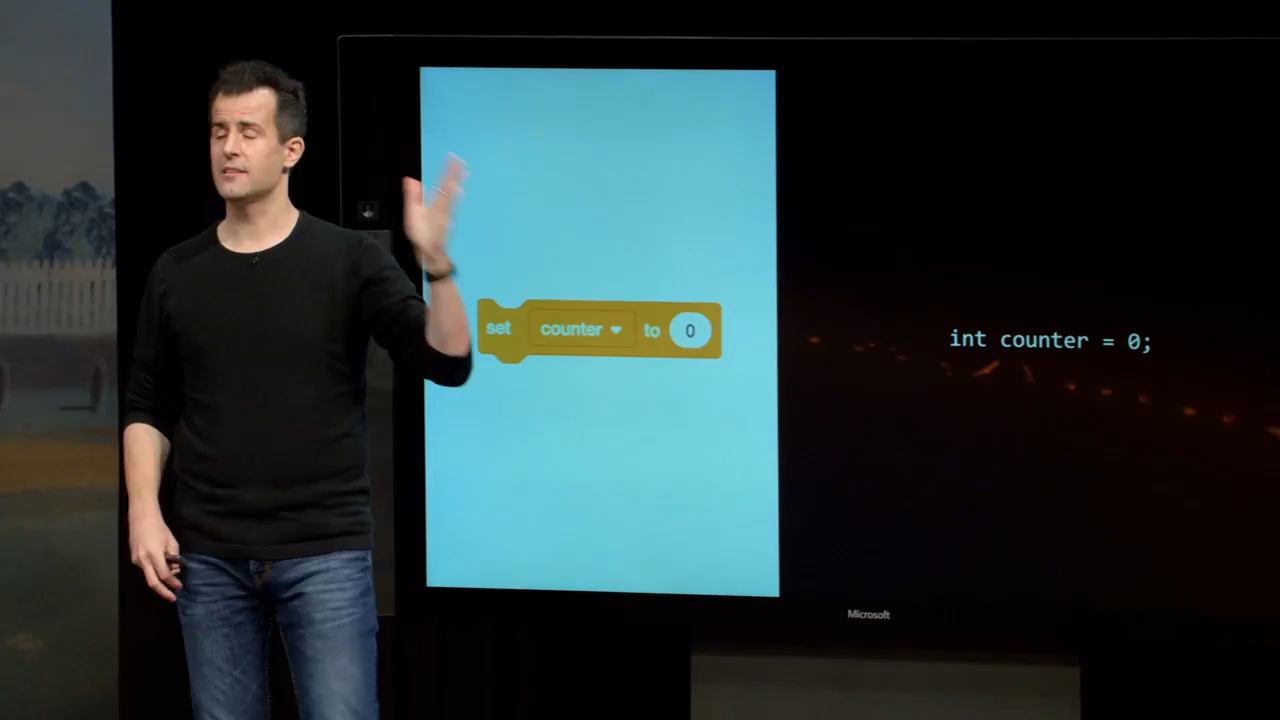 set counter to 0
int counter = 0;
Microsoft